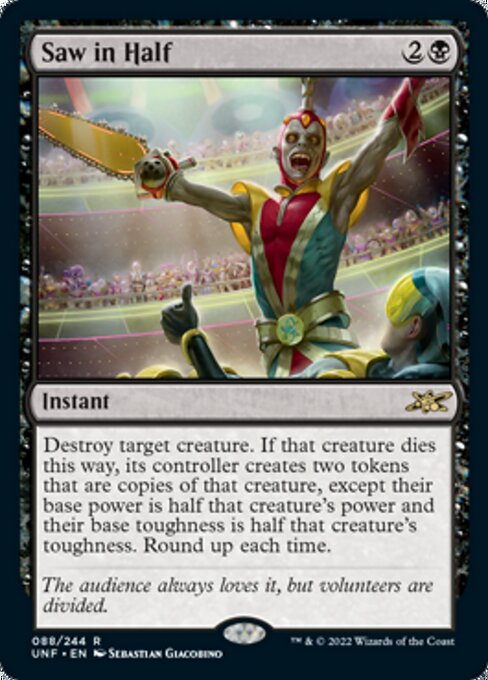 Saw in Half 2
Instant
Destroy target creature. If that creature dies
this way, its controller creates two tokens
that are copies of that creature, except their
base power is half that creature's power and
their base toughness is half that creature's
toughness. Round up each time.
The audience always loves it, but volunteers are
divided.
088/244 R ™ & © 2022 Wizards of the Coast
UNF • EN Sebastian Giacobino